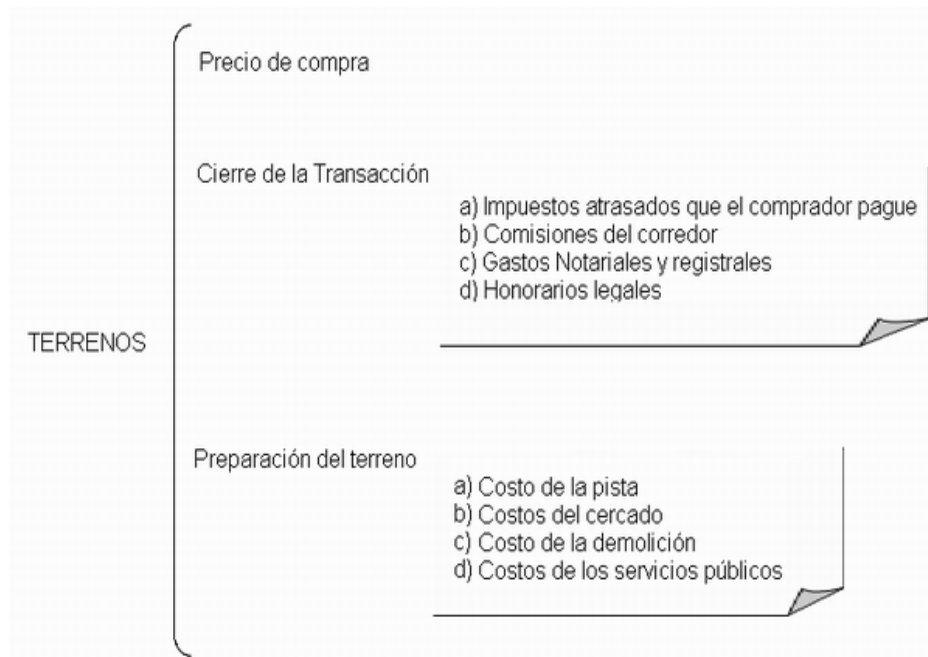 Precio de compra
Cierre de la Transacción
a) Impuestos atrasados que el comprador pague
b) Comisiones del corredor
c) Gastos Notariales y registrales
d) Honorarios legales
TERRENOS
Preparación del terreno
a) Costo de la pista
b) Costos del cercado
c) Costo de la demolición
d) Costos de los servicios públicos